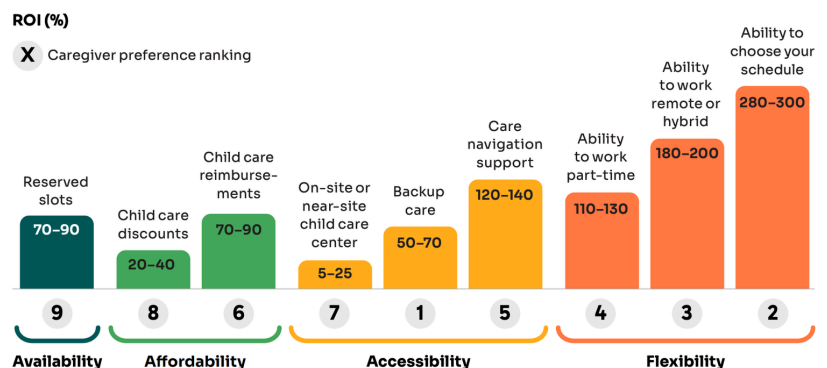 ROI (%)
X Caregiver preference ranking
Reserved
slots
70–90
Child care
discounts
20–40
Child care
reimburse-
ments
70–90
On-site or
near-site
child care
center
5–25
Backup
care
50–70
Care
navigation
support
120–140
Ability
to work
part-time
110–130
Ability
to work
remote or
hybrid
180–200
Ability to
choose your
schedule
280–300
9 8 6 7 1 5 4 3 2
Availability Affordability Accessibility Flexibility